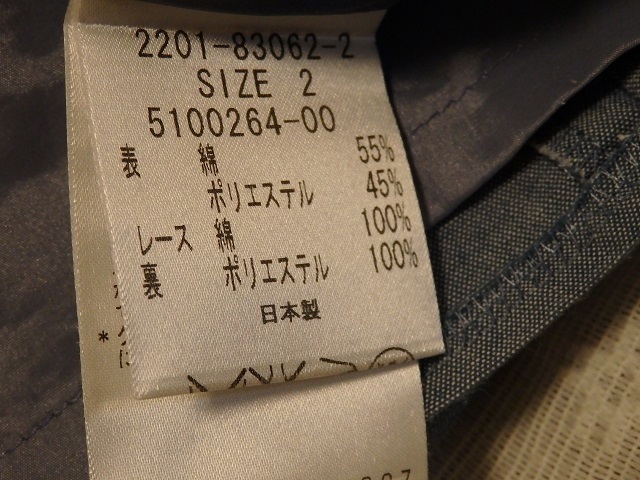 2201-83062-2
SIZE 2
5100264-00
表 綿 55%
ポリエステル 45%
レース 綿 100%
裏 ポリエステル 100%
日本製